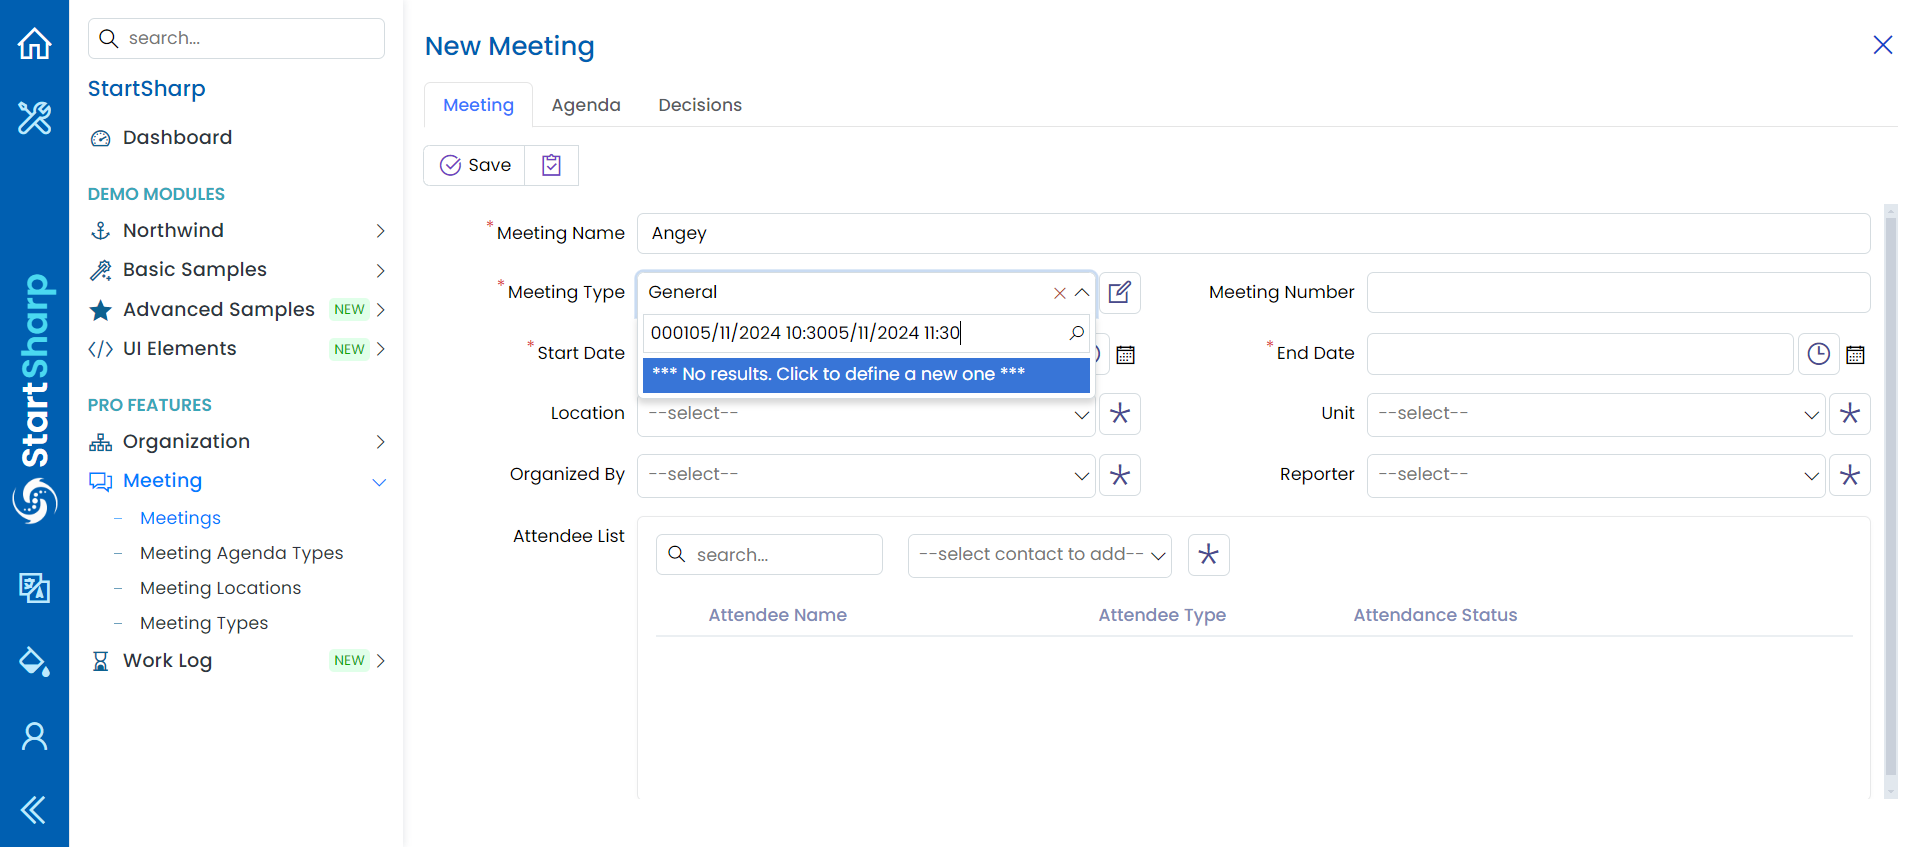 search...
StartSharp
Dashboard
DEMO MODULES
Northwind
Basic Samples
Advanced Samples NEW
UI Elements NEW
PRO FEATURES
Organization
Meeting
Meetings
Meeting Agenda Types
Meeting Locations
Meeting Types
Work Log NEW
StartSharp
New Meeting
Meeting Agenda Decisions
Save
* Meeting Name Angey
* Meeting Type General Meeting Number
000105/11/2024 10:3005/11/2024 11:30
* Start Date * End Date
*** No results. Click to define a new one ***
Location --select-- Unit --select--
Organized By --select-- Reporter --select--
Attendee List
search... --select contact to add--
Attendee Name Attendee Type Attendance Status